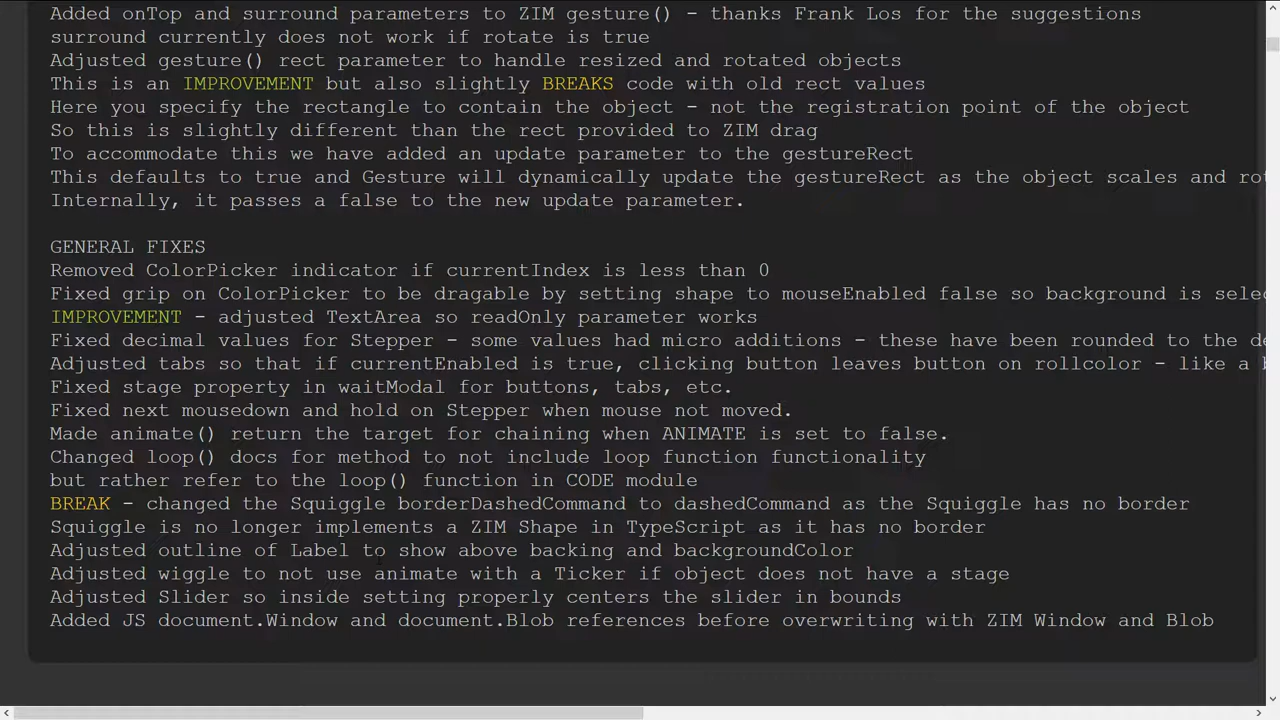 Added onTop and surround parameters to ZIM gesture() - thanks Frank Los for the suggestions
surround currently does not work if rotate is true
Adjusted gesture() rect parameter to handle resized and rotated objects
This is an IMPROVEMENT but also slightly BREAKS code with old rect values
Here you specify the rectangle to contain the object - not the registration point of the object
So this is slightly different than the rect provided to ZIM drag
To accommodate this we have added an update parameter to the gestureRect
This defaults to true and Gesture will dynamically update the gestureRect as the object scales and rot
Internally, it passes a false to the new update parameter.
GENERAL FIXES
Removed ColorPicker indicator if currentIndex is less than 0
Fixed grip on ColorPicker to be dragable by setting shape to mouseEnabled false so background is selec
IMPROVEMENT - adjusted TextArea so readOnly parameter works
Fixed decimal values for Stepper - some values had micro additions - these have been rounded to the de
Adjusted tabs so that if currentEnabled is true, clicking button leaves button on rollcolor - like a b
Fixed stage property in waitModal for buttons, tabs, etc.
Fixed next mousedown and hold on Stepper when mouse not moved.
Made animate() return the target for chaining when ANIMATE is set to false.
Changed loop() docs for method to not include loop function functionality
but rather refer to the loop() function in CODE module
BREAK - changed the Squiggle borderDashedCommand to dashedCommand as the Squiggle has no border
Squiggle is no longer implements a ZIM Shape in TypeScript as it has no border
Adjusted outline of Label to show above backing and backgroundColor
Adjusted wiggle to not use animate with a Ticker if object does not have a stage
Adjusted Slider so inside setting properly centers the slider in bounds
Added JS document.Window and document.Blob references before overwriting with ZIM Window and Blob